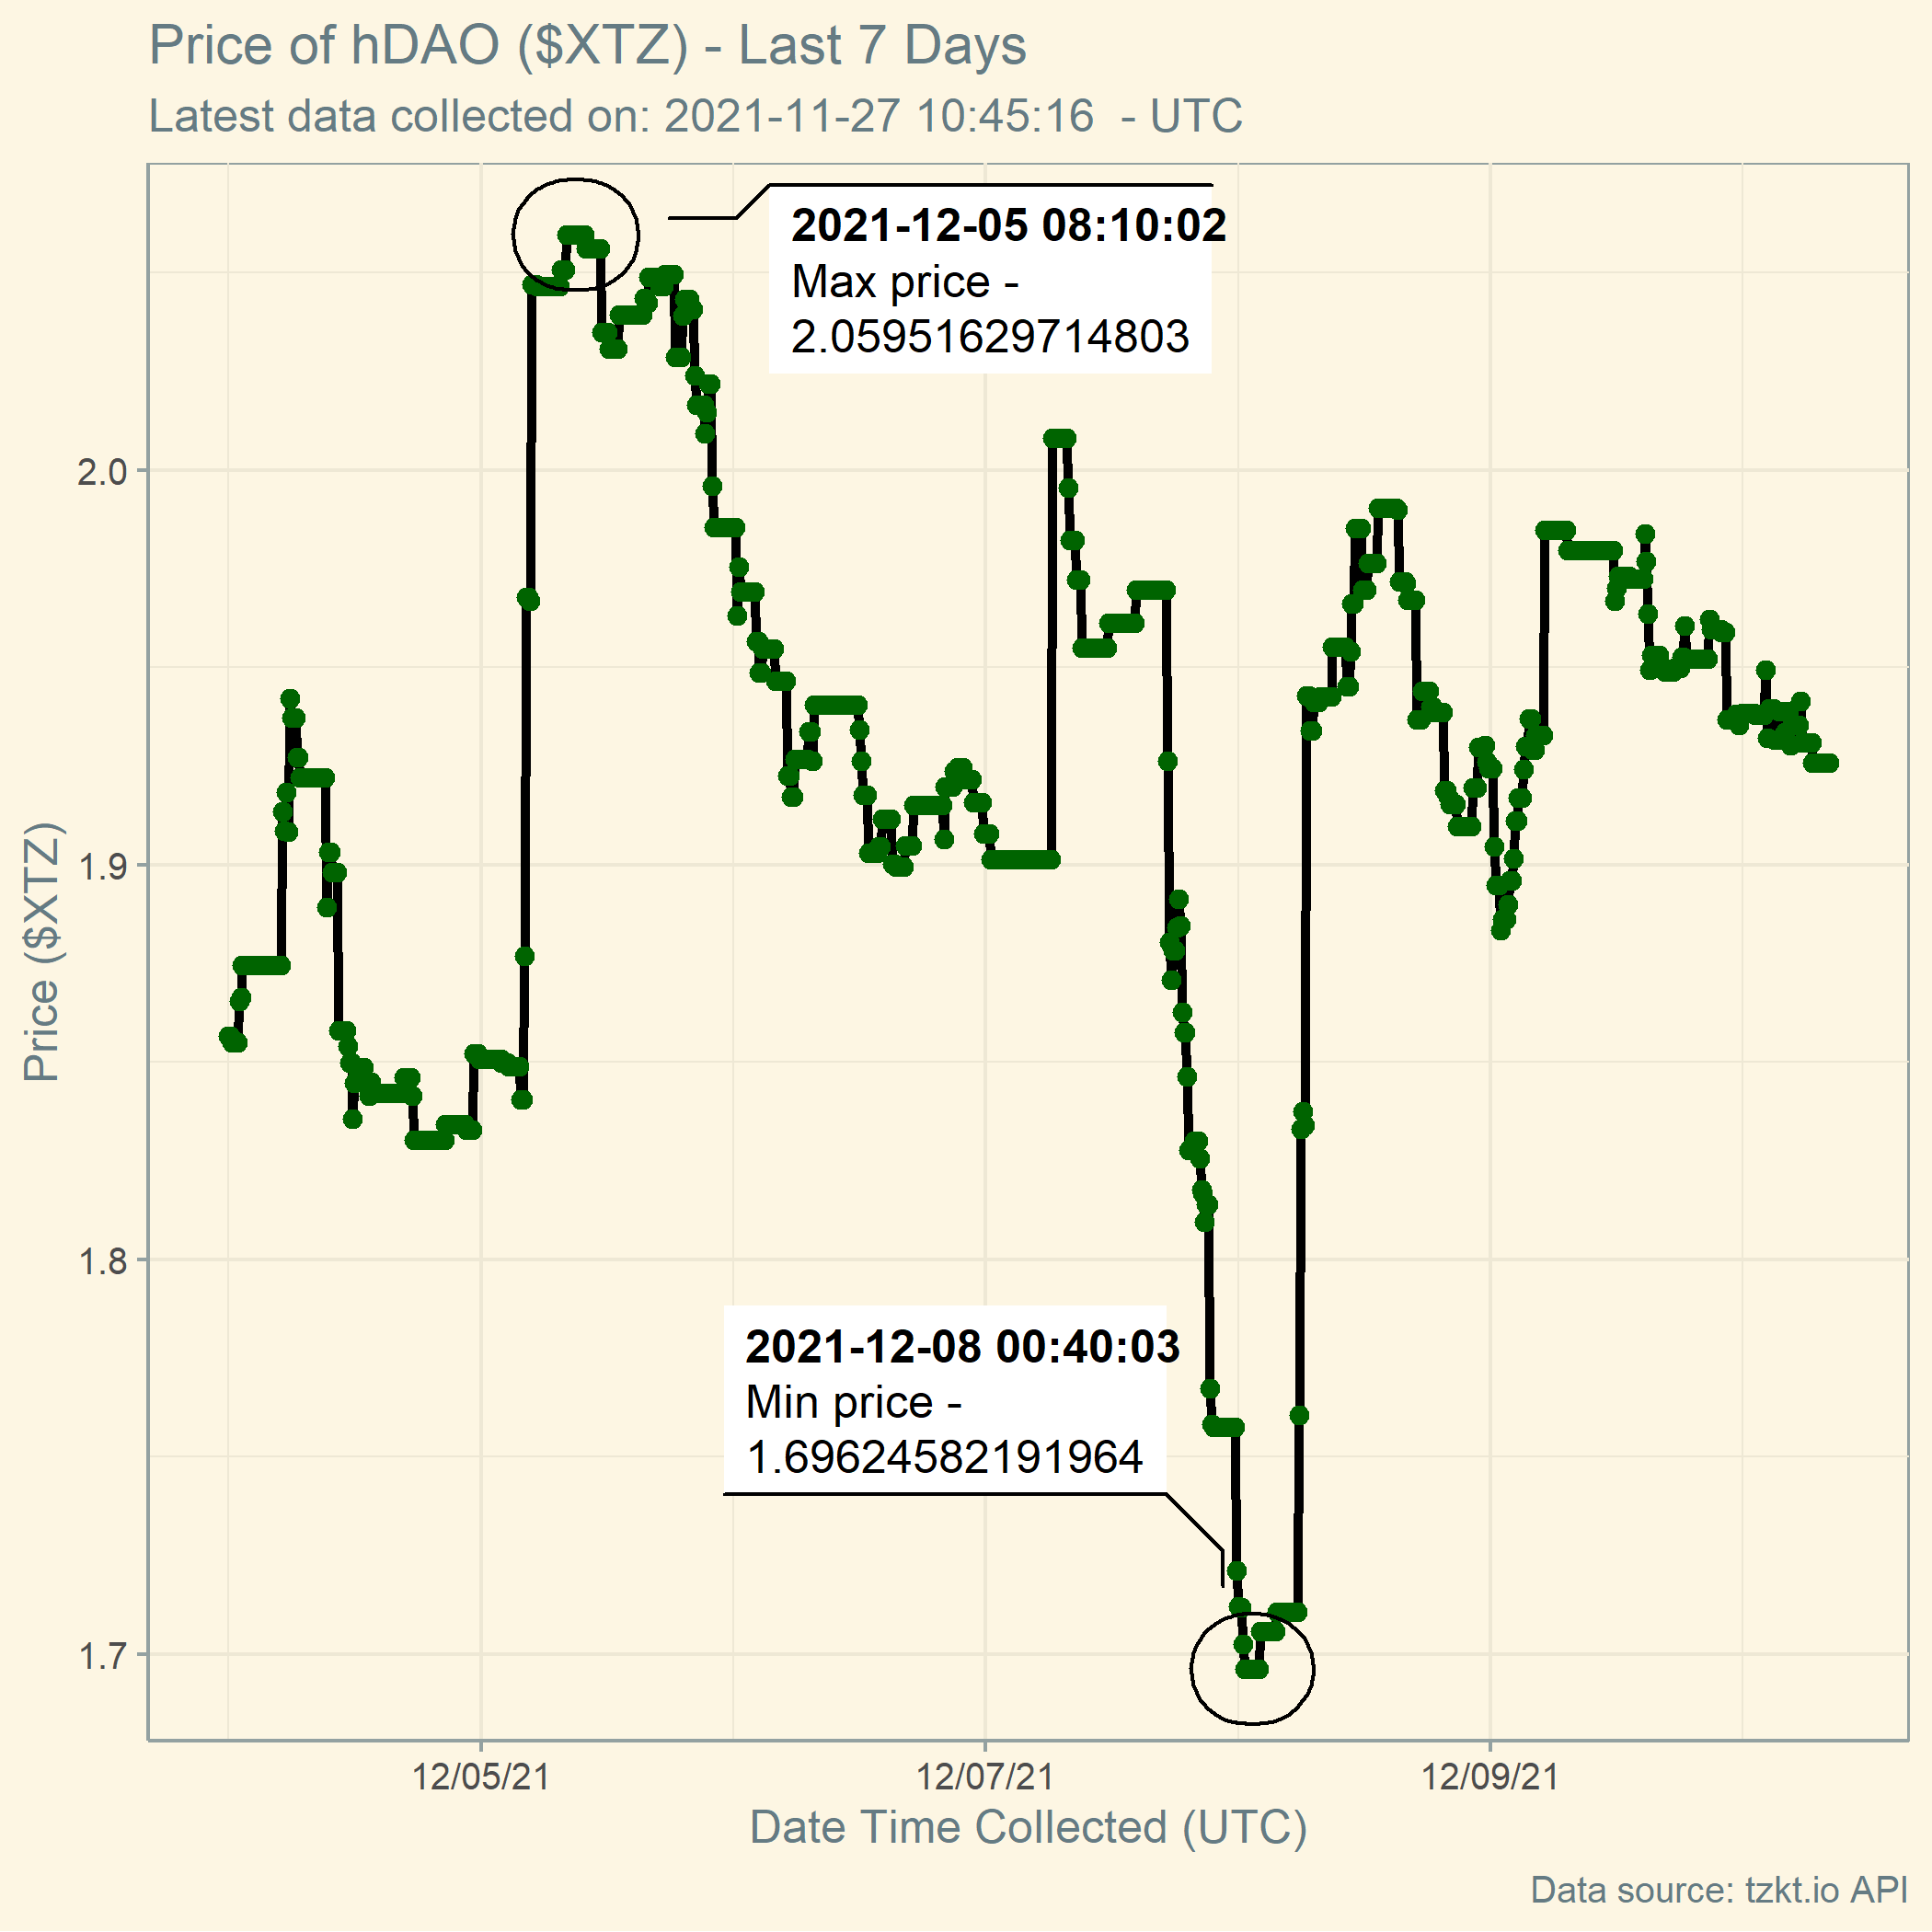 Price of hDAO ($XTZ) - Last 7 Days
Latest data collected on: 2021-11-27 10:45:16  - UTC
2021-12-05 08:10:02
Max price -
2.05951629714803
2.0
1.9
Price ($XTZ)
1.8
2021-12-08 00:40:03
Min price -
1.69624582191964
1.7
12/05/21
12/07/21
12/09/21
Date Time Collected (UTC)
Data source: tzkt.io API